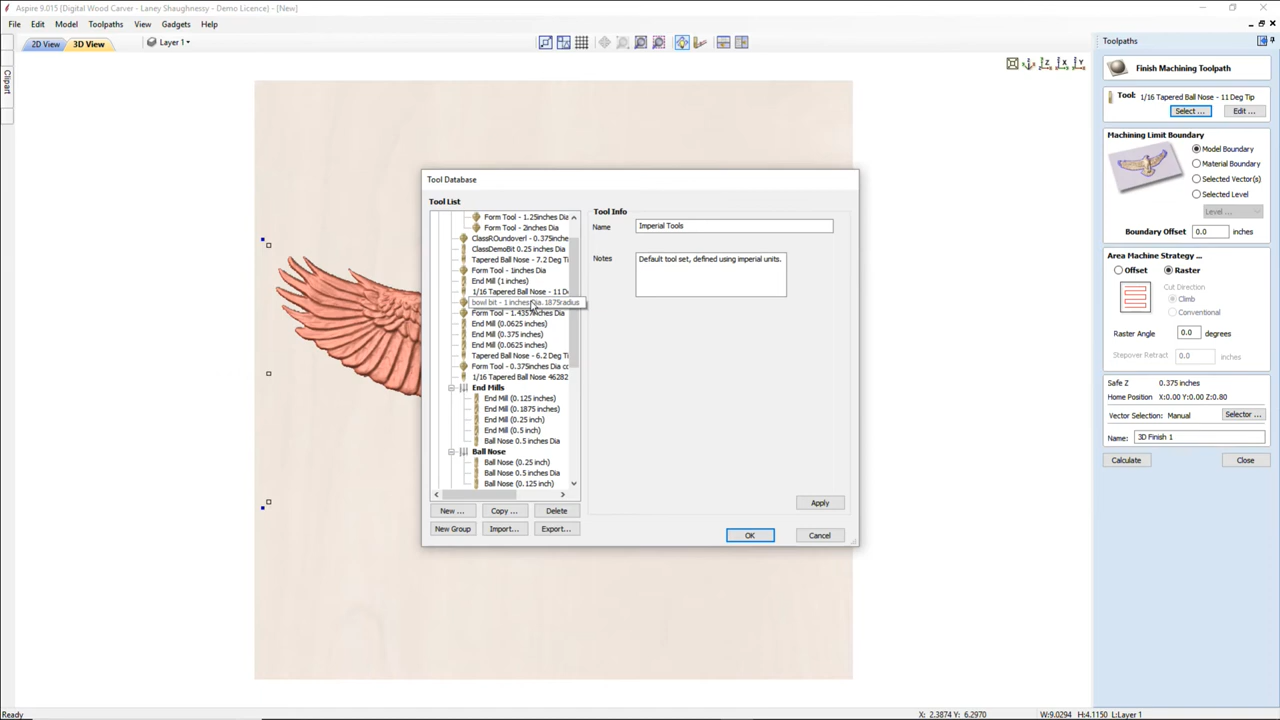 Aspire 9.015 (Digital Wood Carver - Laney Shaughnessy - Demo Licence) - [New]
File Edit Model Toolpaths View Gadgets Help
2D View 3D View Layer 1
Clipart
Z X Y
Toolpaths
Finish Machining Toolpath
Tool: 1/16 Tapered Ball Nose - 11 Deg Tip
Select ... Edit ...
Machining Limit Boundary
Model Boundary
Material Boundary
Selected Vector(s)
Selected Level
Level ...
Boundary Offset 0.0 inches
Area Machine Strategy ...
Offset Raster
Cut Direction
Climb
Conventional
Raster Angle 0.0 degrees
Stepover Retract 0.0 inches
Safe Z 0.375 inches
Home Position X:0.00 Y:0.00 Z:0.80
Vector Selection: Manual Selector ...
Name: 3D Finish 1
Calculate Close
Tool Database
Tool List
Form Tool - 1.25inches Dia
Form Tool - 2inches Dia
ClassROundoverI - 0.375inche
ClassDemoBit 0.25 inches Dia
Tapered Ball Nose - 7.2 Deg Ti
Form Tool - 1inches Dia
End Mill (1 inches)
1/16 Tapered Ball Nose - 11 De
bowl bit - 1 inches Dia. 1875radius
Form Tool - 1.4357inches Dia
End Mill (0.0625 inches)
End Mill (0.375 inches)
End Mill (0.0625 inches)
Tapered Ball Nose - 6.2 Deg Ti
Form Tool - 0.375inches Dia co
1/16 Tapered Ball Nose 46282
End Mills
End Mill (0.125 inches)
End Mill (0.1875 inches)
End Mill (0.25 inch)
End Mill (0.5 inch)
Ball Nose 0.5 inches Dia
Ball Nose
Ball Nose (0.25 inch)
Ball Nose 0.5 inches Dia
Ball Nose (0.125 inch)
New ... Copy ... Delete
New Group Import... Export...
Tool Info
Name Imperial Tools
Notes Default tool set, defined using imperial units.
Apply
OK Cancel
Ready X: 2.3874 Y: 6.2970 W:9.0294 H:4.1150 L:Layer 1